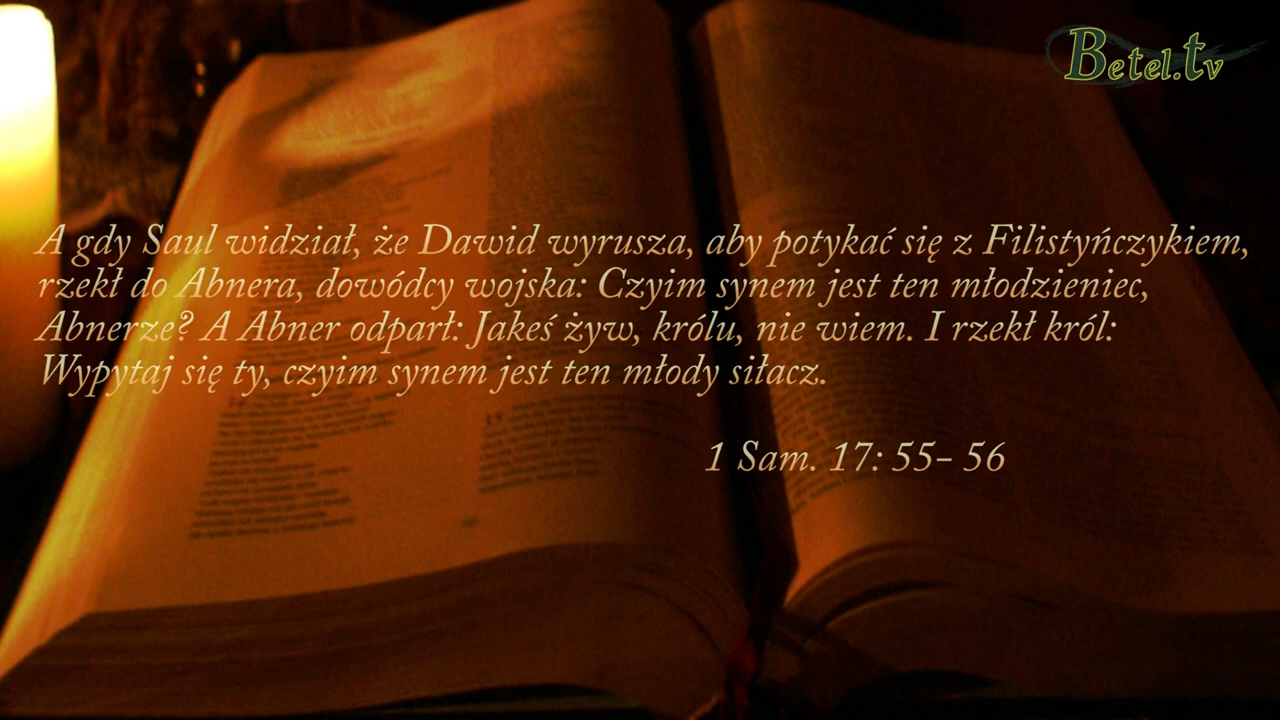 Betel.tv
A gdy Saul widział, że Dawid wyrusza, aby potykać się z Filistyńczykiem,
rzekł do Abnera, dowódcy wojska: Czyim synem jest ten młodzieniec,
Abnerze? A Abner odparł: Jakeś żyw, królu, nie wiem. I rzekł król:
Wypytaj się ty, czyim synem jest ten młody siłacz.
1 Sam. 17: 55- 56